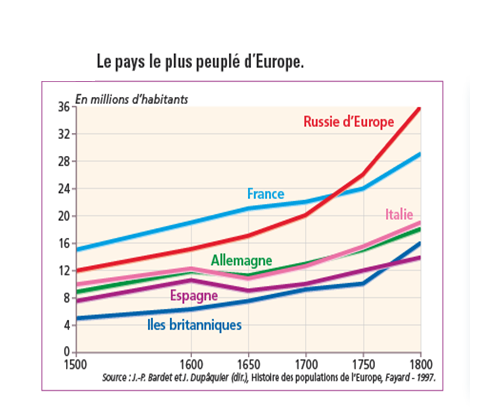 Le pays le plus peuplé d'Europe.
En millions d'habitants
36
32
28
24
20
16
12
8
4
0
Russie d'Europe
France
Italie
Allemagne
Espagne
Iles britanniques
1500 1600 1650 1700 1750 1800
Source : J.-P. Bardet et J. Dupâquier (dir.), Histoire des populations de l'Europe, Fayard - 1997.